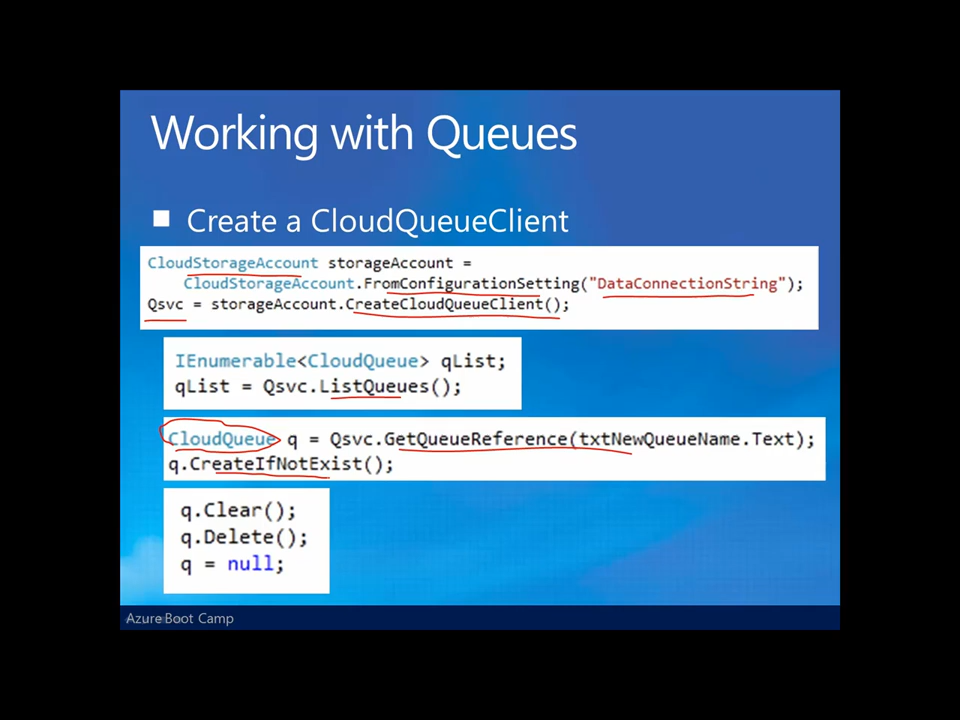 Working with Queues
Create a CloudQueueClient
CloudStorageAccount storageAccount =
CloudStorageAccount.FromConfigurationSetting("DataConnectionString");
Qsvc = storageAccount.CreateCloudQueueClient();
IEnumerable<CloudQueue> qList;
qList = Qsvc.ListQueues();
CloudQueue q = Qsvc.GetQueueReference(txtNewQueueName.Text);
q.CreateIfNotExist();
q.Clear();
q.Delete();
q = null;
Azure Boot Camp